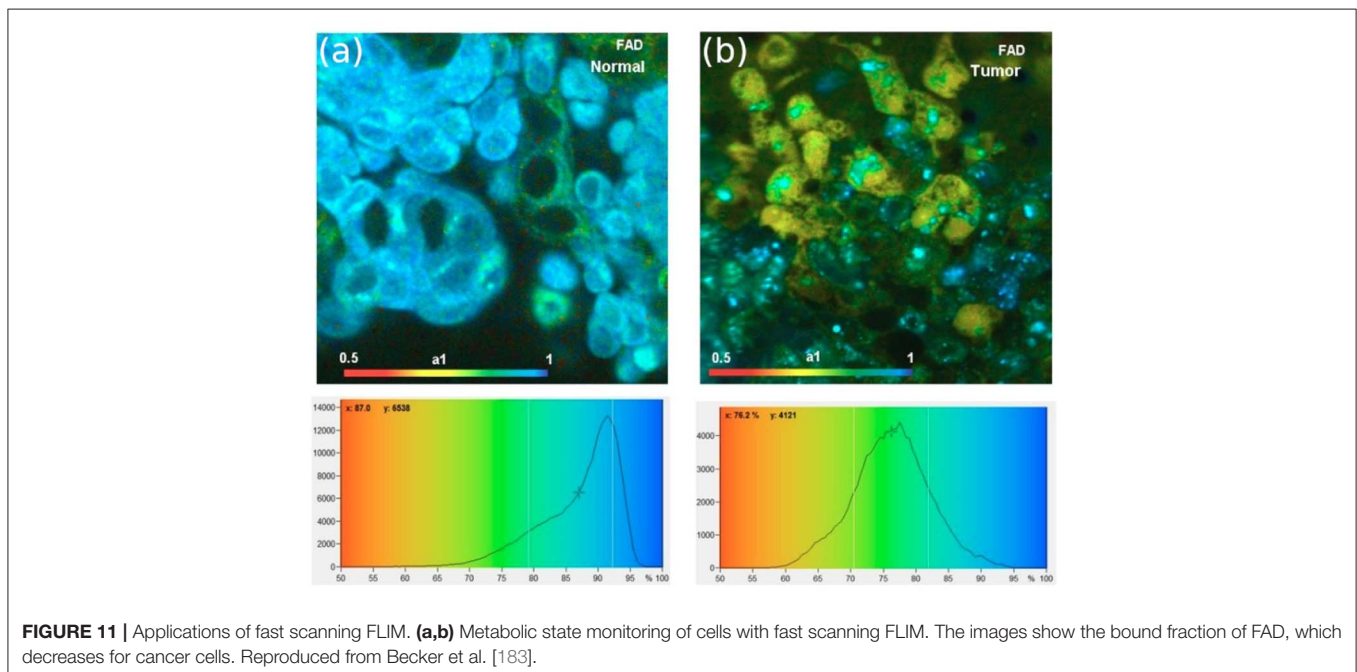 (a)
FAD
Normal
0.5 a1 1
(b)
FAD
Tumor
0.5 a1 1
x: 87.0 y: 6538
14000
12000
10000
8000
6000
4000
2000
0
50 55 60 65 70 75 80 85 90 95 % 100
x: 76.2 % y: 4121
4000
3000
2000
1000
0
50 55 60 65 70 75 80 85 90 95 % 100
FIGURE 11 | Applications of fast scanning FLIM. (a,b) Metabolic state monitoring of cells with fast scanning FLIM. The images show the bound fraction of FAD, which
decreases for cancer cells. Reproduced from Becker et al. [183].